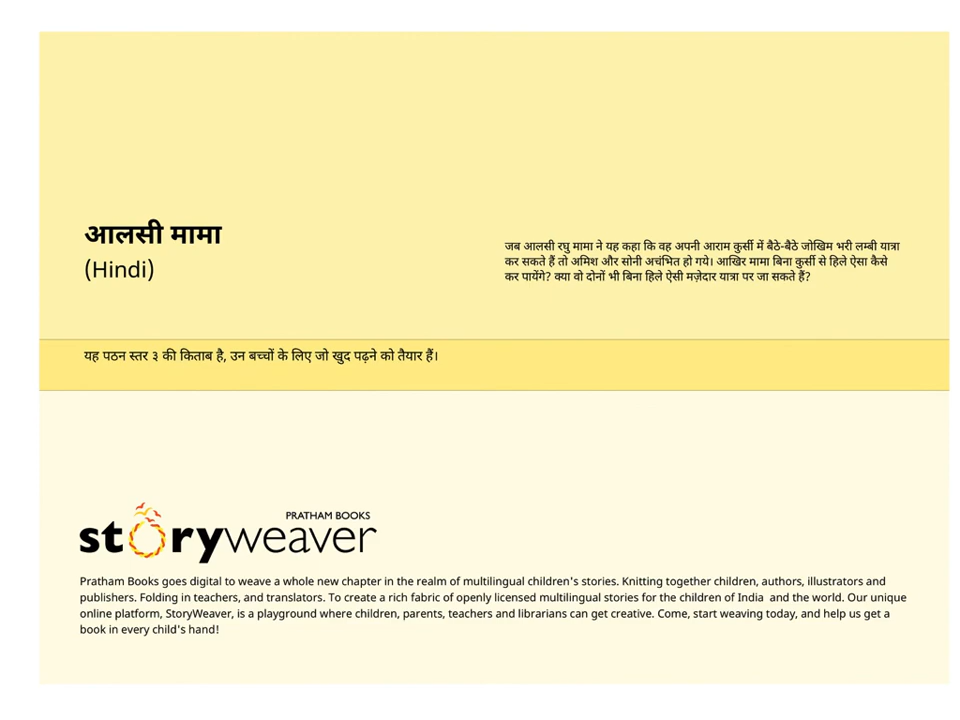 आलसी मामा
(Hindi)
जब आलसी रघु मामा ने यह कहा कि वह अपनी आराम कुर्सी में बैठे-बैठे जोखिम भरी लम्बी यात्रा
कर सकते हैं तो अमिश और सोनी अचंभित हो गये। आखिर मामा बिना कुर्सी से हिले ऐसा कैसे
कर पायेंगे? क्या वो दोनों भी बिना हिले ऐसी मज़ेदार यात्रा पर जा सकते हैं?
यह पठन स्तर ३ की किताब है, उन बच्चों के लिए जो खुद पढ़ने को तैयार हैं।
PRATHAM BOOKS
storyweaver
Pratham Books goes digital to weave a whole new chapter in the realm of multilingual children's stories. Knitting together children, authors, illustrators and
publishers. Folding in teachers, and translators. To create a rich fabric of openly licensed multilingual stories for the children of India and the world. Our unique
online platform, StoryWeaver, is a playground where children, parents, teachers and librarians can get creative. Come, start weaving today, and help us get a
book in every child's hand!